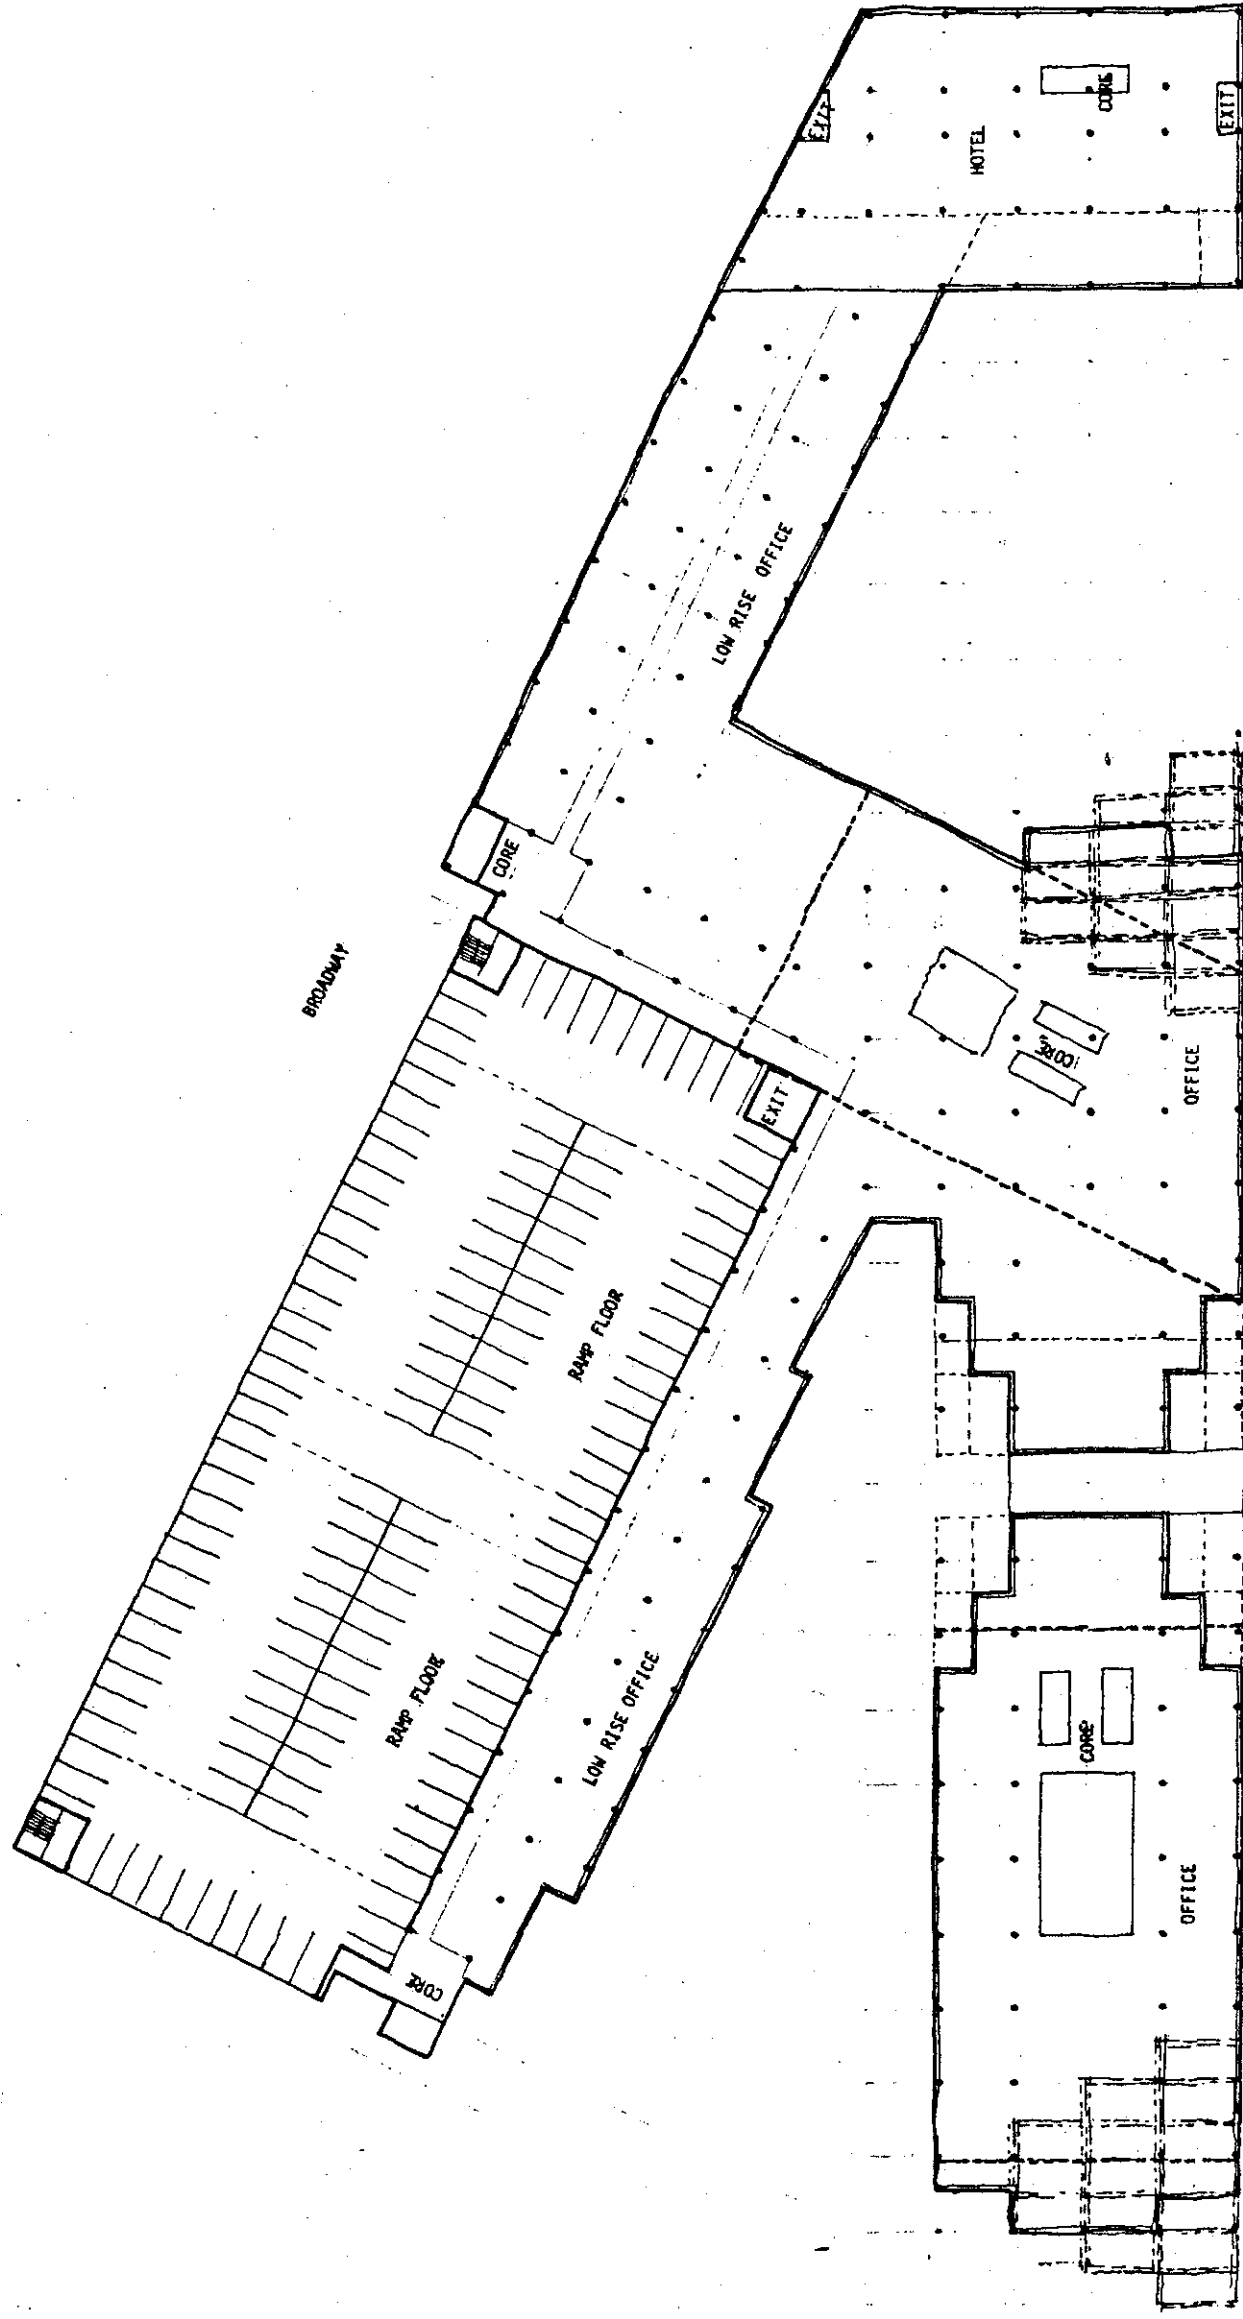 EXIT
CORE
EXIT
HOTEL
LOW RISE OFFICE
CORE
BROADWAY
CORE
OFFICE
EXIT
RAMP FLOOR
RAMP FLOOR
LOW RISE OFFICE
CORE
OFFICE
CORE